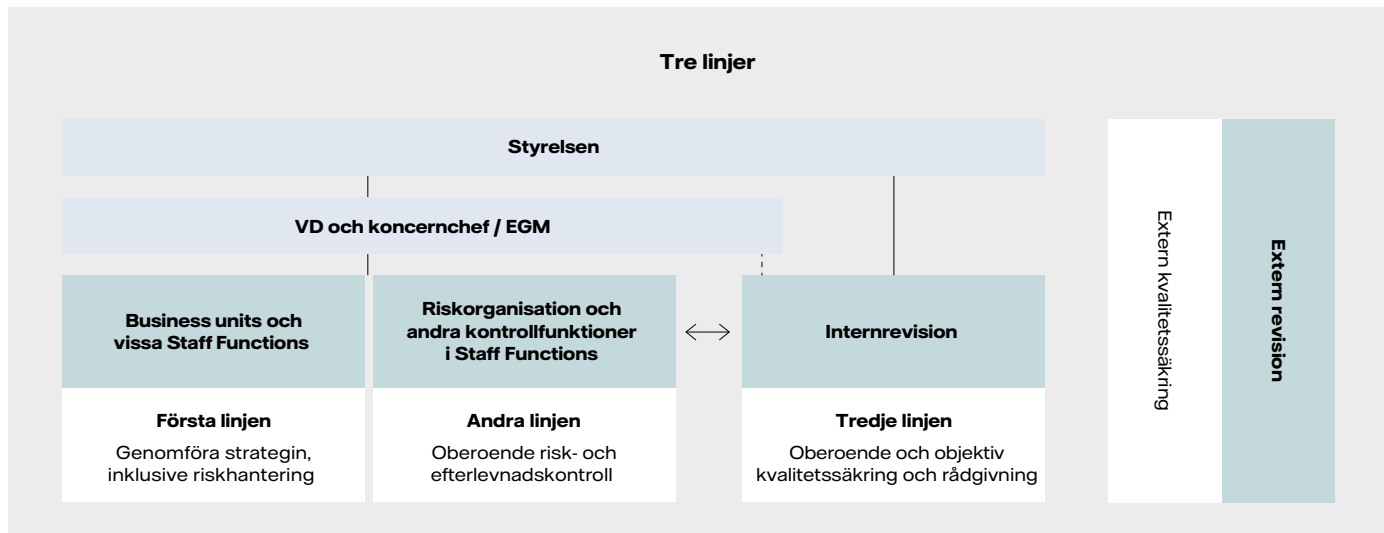 Tre linjer
Styrelsen
VD och koncernchef / EGM
Business units och
vissa Staff Functions
Första linjen
Genomföra strategin,
inklusive riskhantering
Riskorganisation och
andra kontrollfunktioner
i Staff Functions
Andra linjen
Oberoende risk- och
efterlevnadskontroll
Internrevision
Tredje linjen
Oberoende och objektiv
kvalitetssäkring och rådgivning
Extern kvalitetssäkring
Extern revision